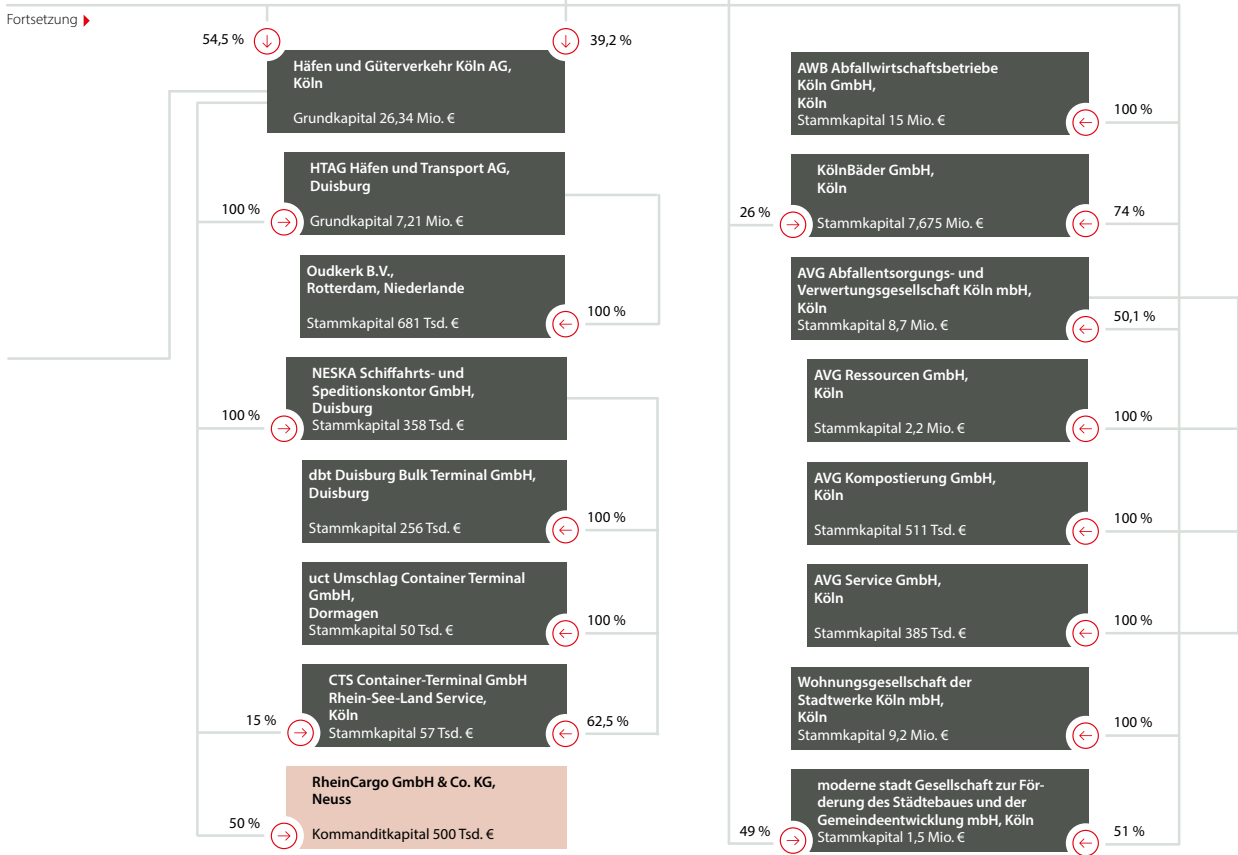 Fortsetzung
54,5 %
39,2 %
Häfen und Güterverkehr Köln AG,
Köln
Grundkapital 26,34 Mio. €
HTAG Häfen und Transport AG,
Duisburg
100 %
Grundkapital 7,21 Mio. €
Oudkerk B.V.,
Rotterdam, Niederlande
Stammkapital 681 Tsd. €
100 %
NESKA Schiffahrts- und
Speditionskontor GmbH,
Duisburg
100 %
Stammkapital 358 Tsd. €
dbt Duisburg Bulk Terminal GmbH,
Duisburg
Stammkapital 256 Tsd. €
100 %
uct Umschlag Container Terminal
GmbH,
Dormagen
Stammkapital 50 Tsd. €
100 %
CTS Container-Terminal GmbH
Rhein-See-Land Service,
Köln
15 %
Stammkapital 57 Tsd. €
62,5 %
RheinCargo GmbH & Co. KG,
Neuss
50 %
Kommanditkapital 500 Tsd. €
AWB Abfallwirtschaftsbetriebe
Köln GmbH,
Köln
Stammkapital 15 Mio. €
100 %
KölnBäder GmbH,
Köln
26 %
Stammkapital 7,675 Mio. €
74 %
AVG Abfallentsorgungs- und
Verwertungsgesellschaft Köln mbH,
Köln
Stammkapital 8,7 Mio. €
50,1 %
AVG Ressourcen GmbH,
Köln
Stammkapital 2,2 Mio. €
100 %
AVG Kompostierung GmbH,
Köln
Stammkapital 511 Tsd. €
100 %
AVG Service GmbH,
Köln
Stammkapital 385 Tsd. €
100 %
Wohnungsgesellschaft der
Stadtwerke Köln mbH,
Köln
Stammkapital 9,2 Mio. €
100 %
moderne stadt Gesellschaft zur För-
derung des Städtebaues und der
Gemeindeentwicklung mbH, Köln
49 %
Stammkapital 1,5 Mio. €
51 %